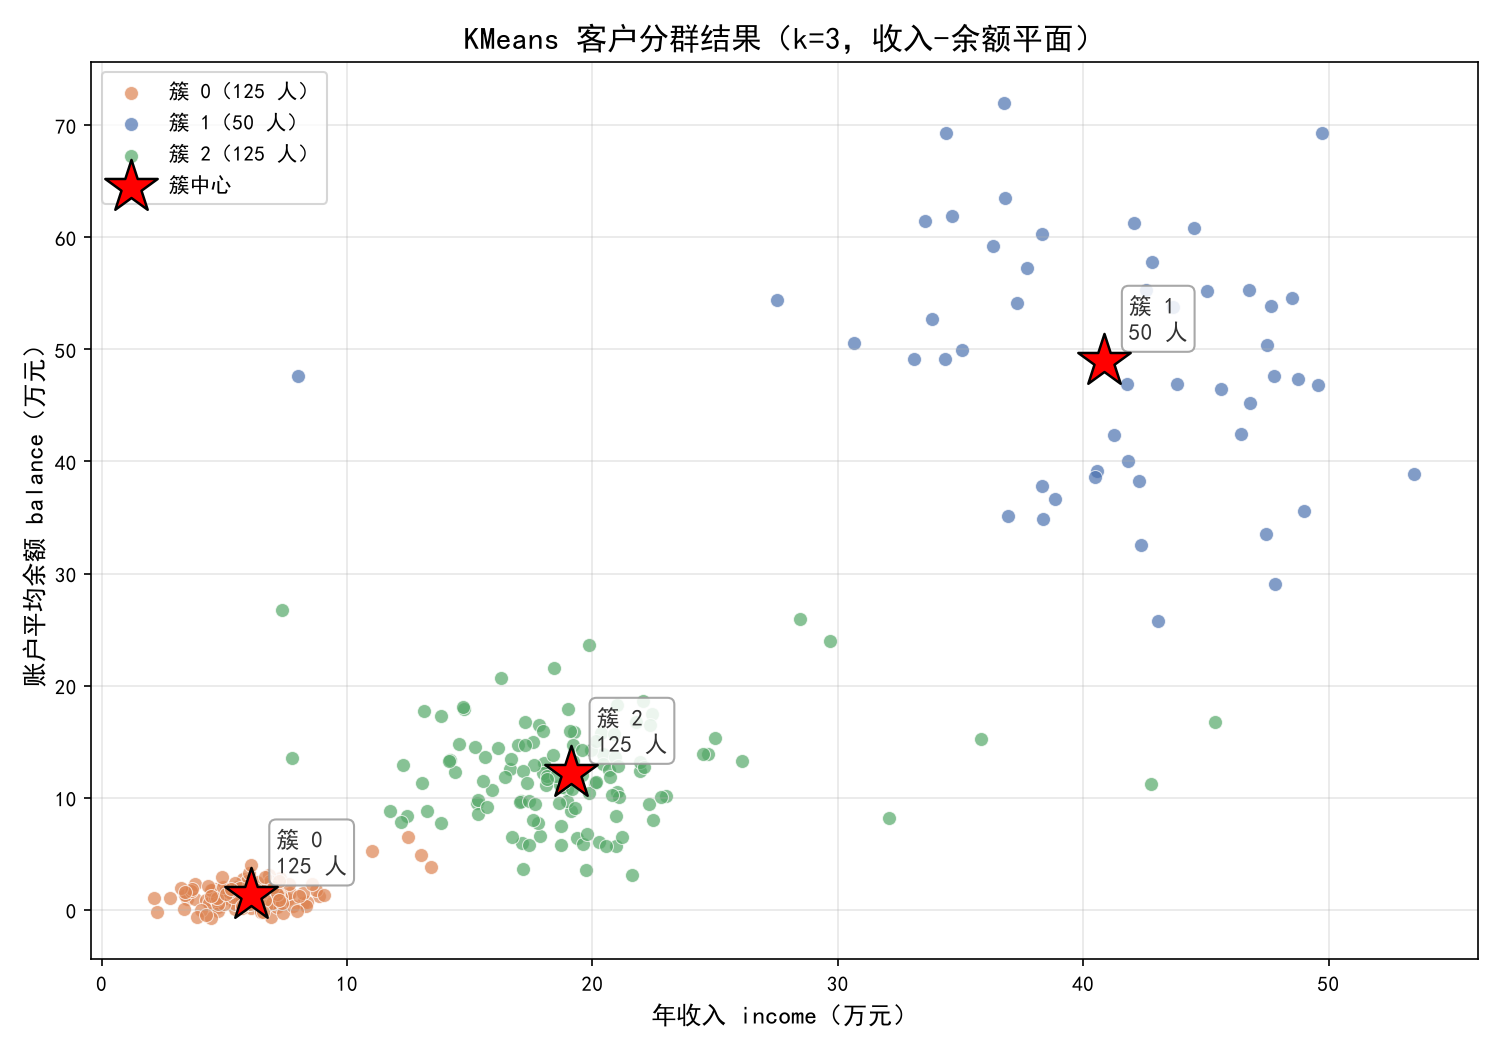 KMeans 客户分群结果（k=3，收入-余额平面）
簇 0（125 人）
簇 1（50 人）
簇 2（125 人）
簇中心
70
60
50
40
30
20
10
0
账户平均余额 balance（万元）
簇 1
50 人
簇 2
125 人
簇 0
125 人
0 10 20 30 40 50
年收入 income（万元）